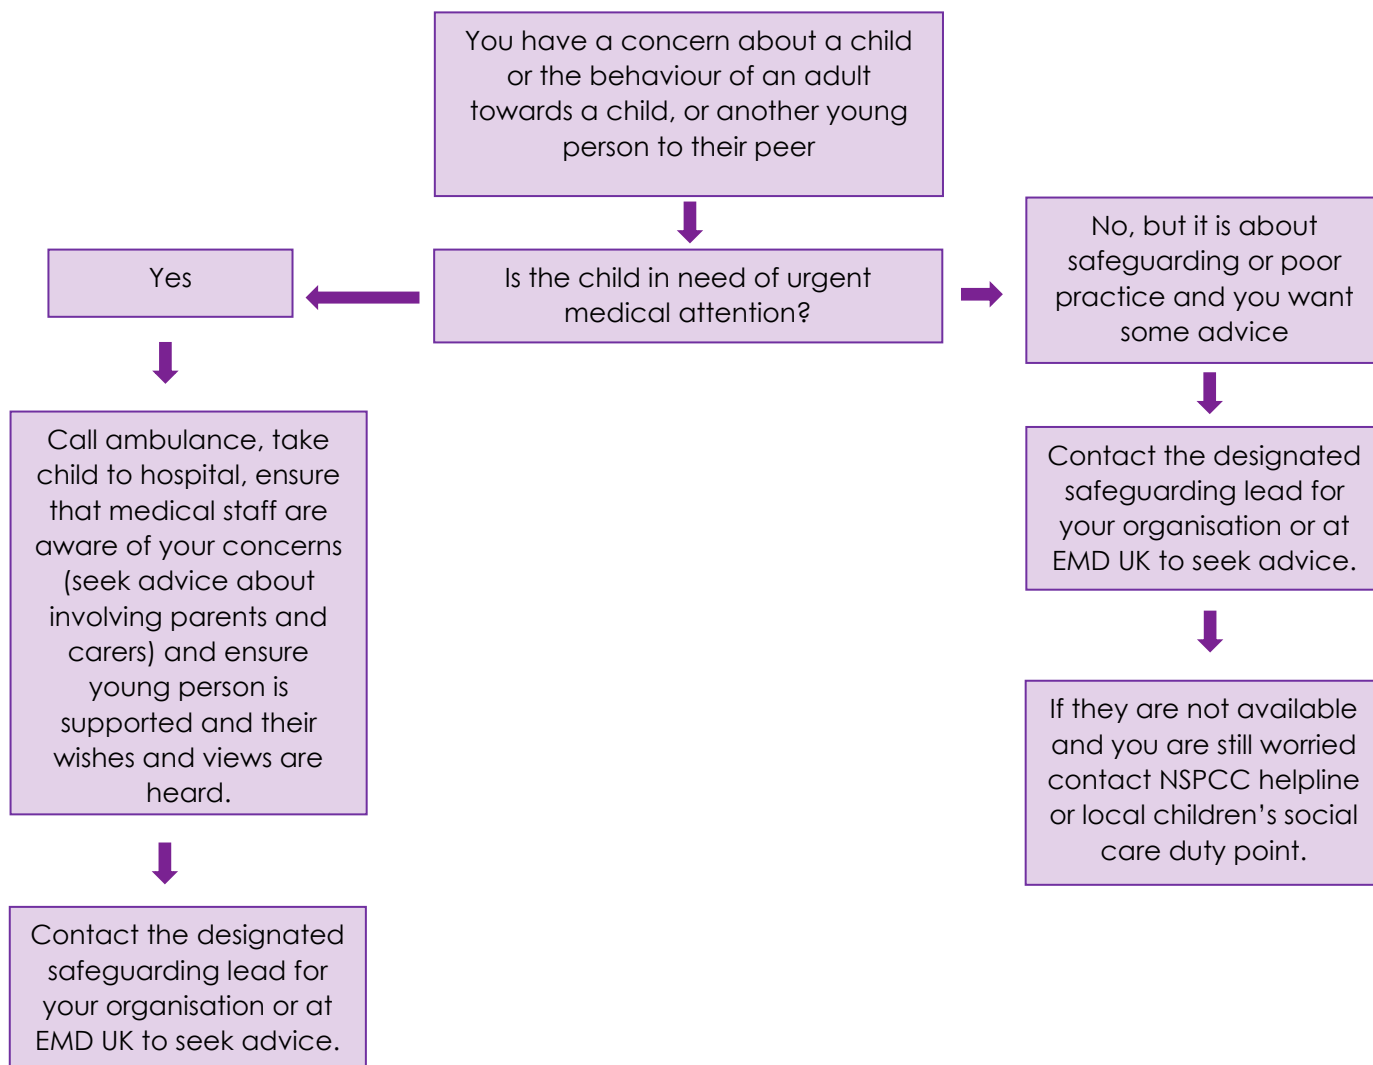 You have a concern about a child
or the behaviour of an adult
towards a child, or another young
person to their peer
Yes
Is the child in need of urgent
medical attention?
No, but it is about
safeguarding or poor
practice and you want
some advice
Call ambulance, take
child to hospital, ensure
that medical staff are
aware of your concerns
(seek advice about
involving parents and
carers) and ensure
young person is
supported and their
wishes and views are
heard.
Contact the designated
safeguarding lead for
your organisation or at
EMD UK to seek advice.
If they are not available
and you are still worried
contact NSPCC helpline
or local children’s social
care duty point.
Contact the designated
safeguarding lead for
your organisation or at
EMD UK to seek advice.